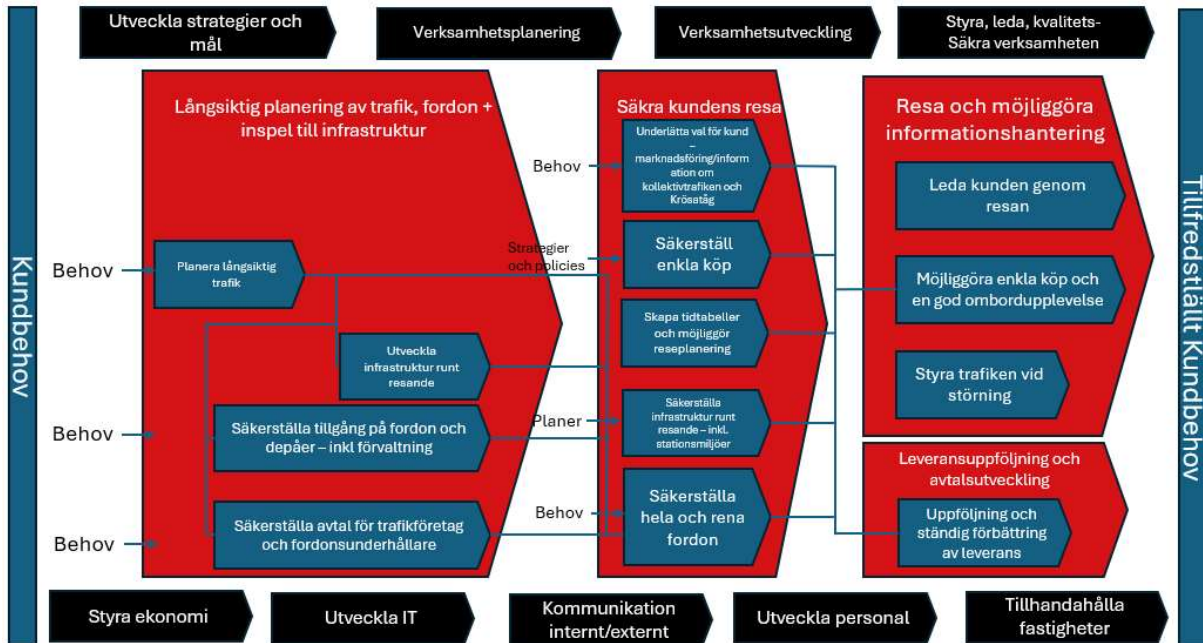 Utveckla strategier och
mål
Verksamhetsplanering
Verksamhetsutveckling
Styra, leda, kvalitets-
Säkra verksamheten
Kundbehov
Långsiktig planering av trafik, fordon +
inspel till infrastruktur
Behov
Planera långsiktig
trafik
Utveckla
infrastruktur runt
resande
Behov
Säkerställa tillgång på fordon och
depåer – inkl förvaltning
Behov
Säkerställa avtal för trafikföretag
och fordonsunderhållare
Säkra kundens resa
Behov
Underlätta val för kund
–
marknadsföring/inform
ation om
kollektivtrafiken och
Krösatåg
Strategier
och policies
Säkerställ
enkla köp
Skapa tidtabeller
och möjliggör
reseplanering
Planer
Säkerställa
infrastruktur runt
resande – inkl.
stationsmiljöer
Behov
Säkerställa
hela och rena
fordon
Resa och möjliggöra
informationshantering
Leda kunden genom
resan
Möjliggöra enkla köp och
en god ombordupplevelse
Styra trafiken vid
störning
Leveransuppföljning och
avtalsutveckling
Uppföljning och
ständig förbättring
av leverans
Tillfredstläállt Kundbehov
Styra ekonomi
Utveckla IT
Kommunikation
internt/externt
Utveckla personal
Tillhandahålla
fastigheter